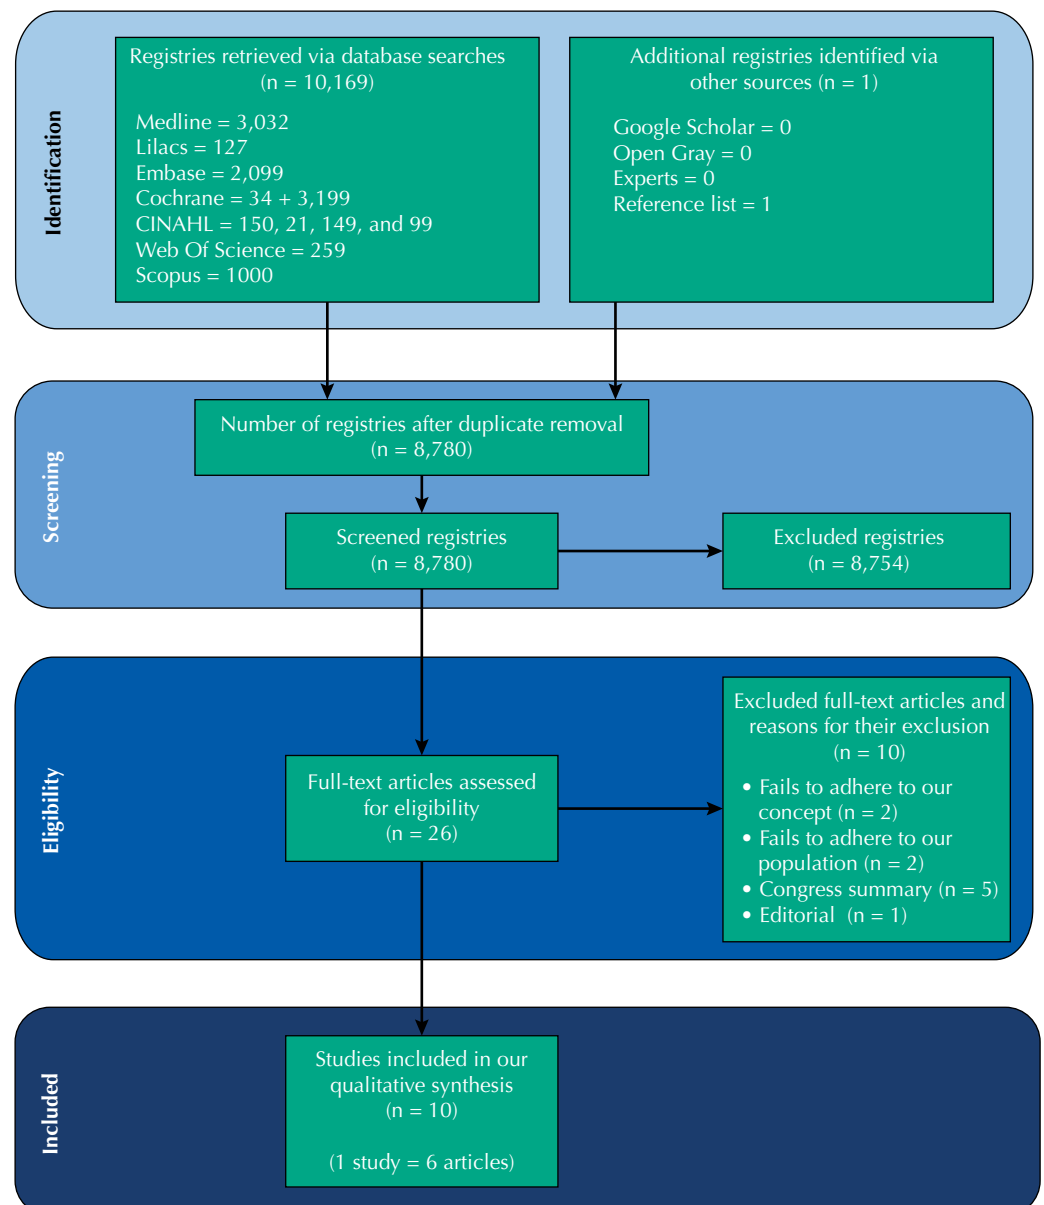 Identification
Registries retrieved via database searches
(n = 10,169)
Medline = 3,032
Lilacs = 127
Embase = 2,099
Cochrane = 34 + 3,199
CINAHL = 150, 21, 149, and 99
Web Of Science = 259
Scopus = 1000
Additional registries identified via
other sources (n = 1)
Google Scholar = 0
Open Gray = 0
Experts = 0
Reference list = 1
Screening
Number of registries after duplicate removal
(n = 8,780)
Screened registries
(n = 8,780)
Excluded registries
(n = 8,754)
Eligibility
Full-text articles assessed
for eligibility
(n = 26)
Excluded full-text articles and
reasons for their exclusion
(n = 10)
• Fails to adhere to our
concept (n = 2)
• Fails to adhere to our
population (n = 2)
• Congress summary (n = 5)
• Editorial (n = 1)
Included
Studies included in our
qualitative synthesis
(n = 10)
(1 study = 6 articles)